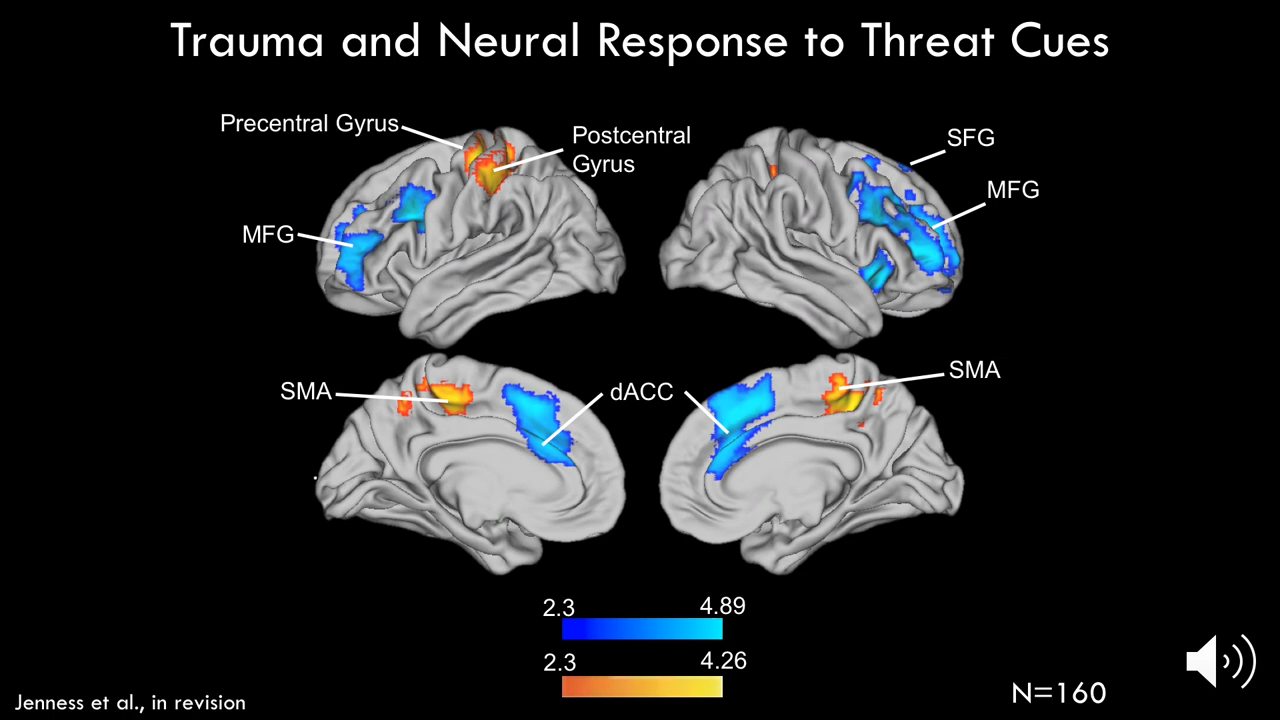 Trauma and Neural Response to Threat Cues
Precentral Gyrus
Postcentral
Gyrus
SFG
MFG
MFG
SMA
dACC
SMA
2.3
4.89
2.3
4.26
Jenness et al., in revision
N=160